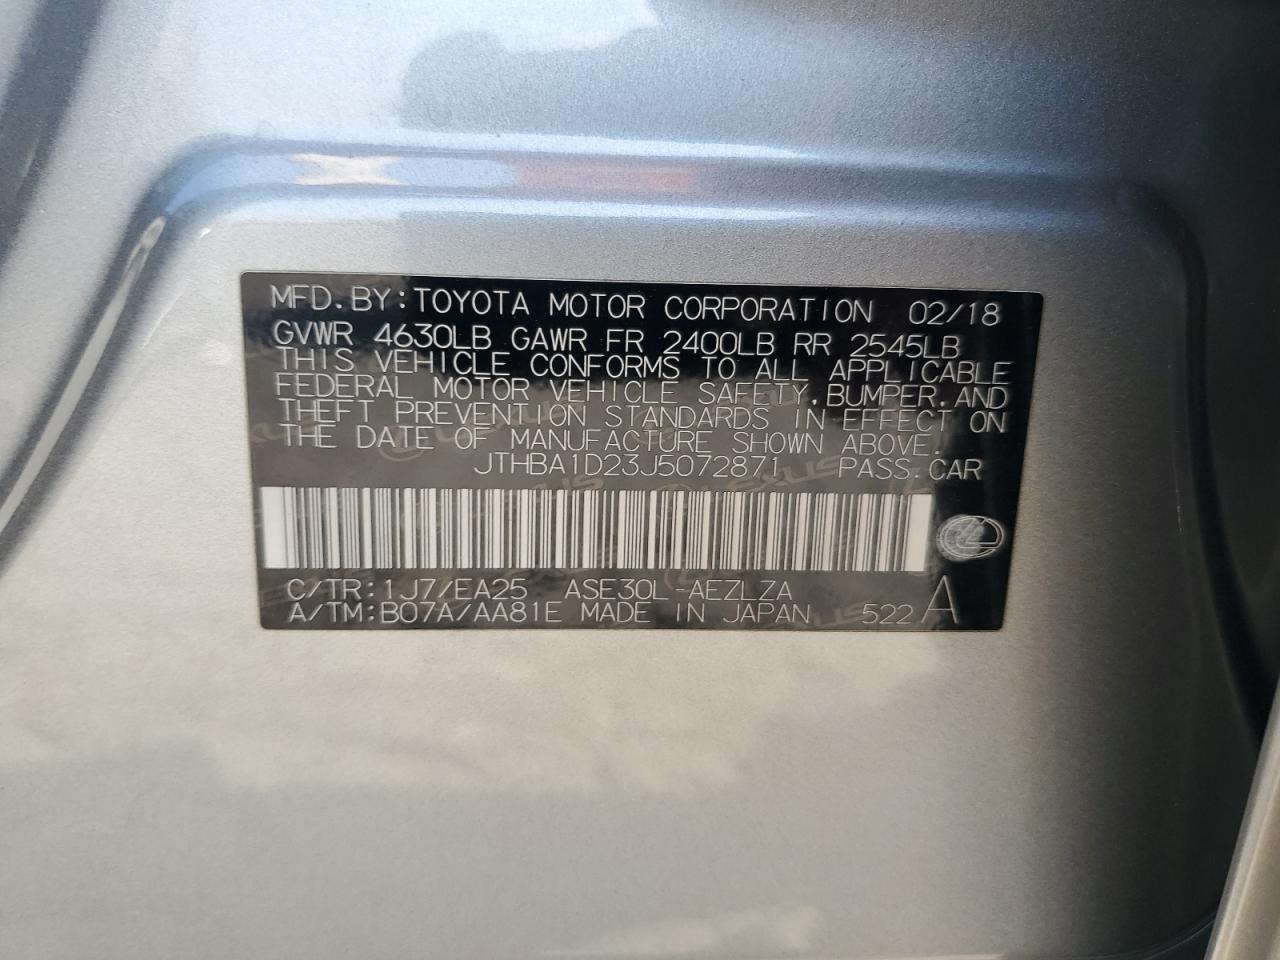 MFD.BY:TOYOTA MOTOR CORPORATION 02/18
GVWR 4630LB GAWR FR 2400LB RR 2545LB
THIS VEHICLE CONFORMS TO ALL APPLICABLE
FEDERAL MOTOR VEHICLE SAFETY,BUMPER,AND
THEFT PREVENTION STANDARDS IN EFFECT ON
THE DATE OF MANUFACTURE SHOWN ABOVE.
JTHBA1D23J5072871 PASS.CAR
C/TR:1J7/EA25 ASE30L-AEZLZA
A/TM:B07A/AA81E MADE IN JAPAN 522 A